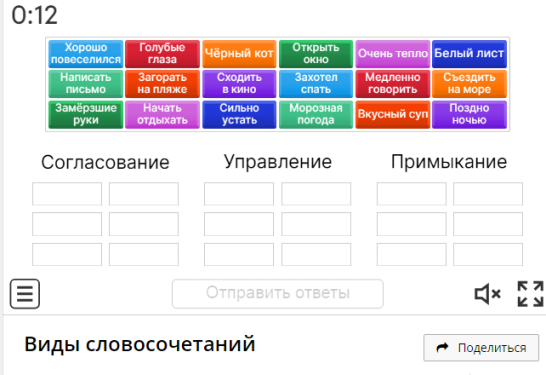 0:12
Хорошо повеселился
Голубые глаза
Чёрный кот
Открыть окно
Очень тепло
Белый лист
Написать письмо
Загорать на пляже
Сходить в кино
Захотел спать
Медленно говорить
Съездить на море
Замёрзшие руки
Начать отдыхать
Сильно устать
Морозная погода
Вкусный суп
Поздно ночью
Согласование
Управление
Примыкание
Отправить ответы
Виды словосочетаний
Поделиться